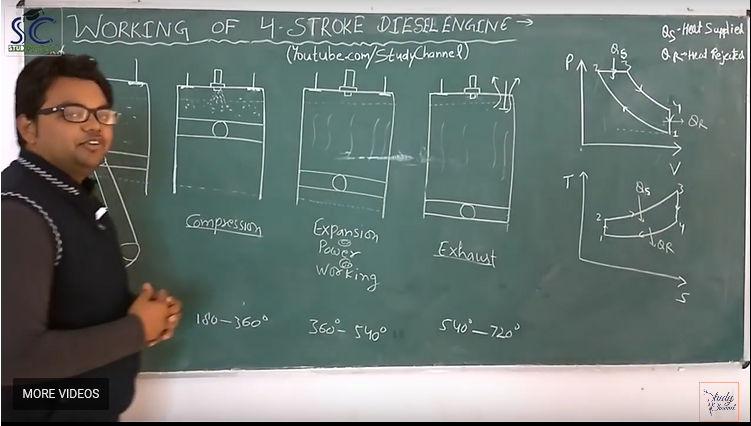 SC
WORKING OF 4-STROKE DIESEL ENGINE →
(Youtube.com/StudyChannel)
Qs - Heat Supplied
QR → Heat Rejected
P
Qs
2 3
4
QR
1
V
T
Qs
3
2
4
1
QR
S
Compression
Expansion
Power
Working
Exhaust
180-360°
360°- 540°
540°-720°
MORE VIDEOS
Study
Channel